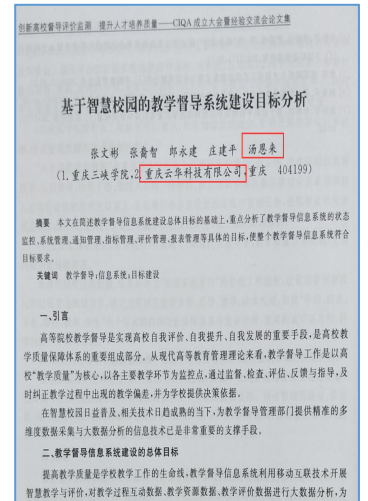 创新高校督导评价监测　提升人才培养质量——CIQA成立大会暨经验交流会论文集
基于智慧校园的教学督导系统建设目标分析
张文彬　张喬智　邱永建　庄建平　汤恩来
(1.重庆三峡学院,2.重庆云华科技有限公司,重庆　404199)
摘要　本文在简述教学督导信息系统建设总体目标的基础上,重点分析了教学督导信息系统的状态
监控、系统管理、通知管理、指标管理、评价管理、报表管理等具体的目标,使整个教学督导信息系统符合
目标要求。
关键词　教学督导;信息系统;目标建设
一、引言
高等院校教学督导是实现高校自我评价、自我提升、自我发展的重要手段,是高校教
学质量保障体系的重要组成部分。从现代高等教育管理理论来看,教学督导工作是以高
校“教学质量”为核心,以各主要教学环节为监控点,通过监督、检查、评估、反馈与指导,及
时纠正教学过程中出现的教学偏差,并为学校提供决策依据。
在智慧校园日益普及、相关技术日趋成熟的当下,为教学督导管理部门提供精准的多
维度数据采集与大数据分析的信息技术已是非常重要的支撑手段。
二、教学督导信息系统建设的总体目标
提高教学质量是学校教学工作的生命线,教学督导信息系统利用移动互联技术开展
智慧教学与评价,对教学过程互动数据、教学资源数据、教学评价数据进行大数据分析,为